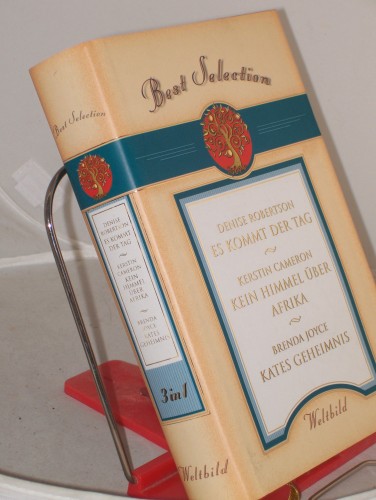 Best Selection
DENISE ROBERTSON
ES KOMMT DER TAG
KERSTIN CAMERON
KEIN HIMMEL ÜBER
AFRIKA
BRENDA JOYCE
KATES GEHEIMNIS
Weltbild
Best Selection
DENISE
ROBERTSON
ES KOMMT
DER TAG
KERSTIN
CAMERON
KEIN HIMMEL
ÜBER
AFRIKA
BRENDA
JOYCE
KATES
GEHEIMNIS
3 in 1
Weltbild